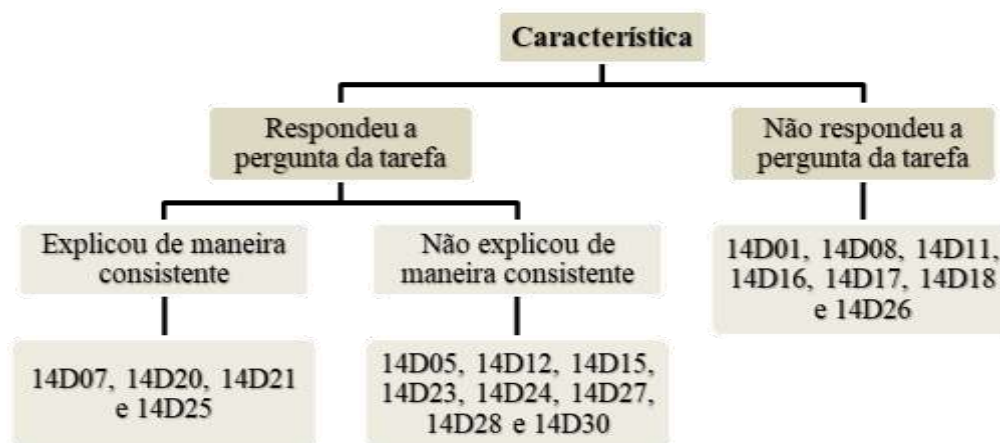 Característica
Respondeu a
pergunta da tarefa
Não respondeu a
pergunta da tarefa
Explicou de maneira
consistente
Não explicou de
maneira consistente
14D01, 14D08, 14D11,
14D16, 14D17, 14D18
e 14D26
14D07, 14D20, 14D21
e 14D25
14D05, 14D12, 14D15,
14D23, 14D24, 14D27,
14D28 e 14D30